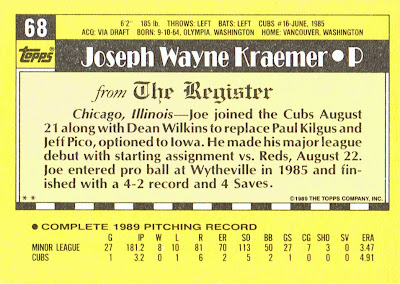 68
6'2" 185 lb. THROWS: LEFT BATS: LEFT CUBS #16-JUNE, 1985
ACQ: VIA DRAFT BORN: 9-10-64, OLYMPIA, WASHINGTON HOME: VANCOUVER, WASHINGTON
Topps
Joseph Wayne Kraemer•P
from The Register
Chicago, Illinois—Joe joined the Cubs August
21 along with Dean Wilkins to replace Paul Kilgus and
Jeff Pico, optioned to Iowa. He made his major league
debut with starting assignment vs. Reds, August 22.
Joe entered pro ball at Wytheville in 1985 and fin-
ished with a 4-2 record and 4 Saves.
** ©1989 THE TOPPS COMPANY, INC.
• COMPLETE 1989 PITCHING RECORD
G IP W L R ER SO BB GS CG SHO SV ERA
MINOR LEAGUE 27 181.2 8 10 81 70 113 50 27 7 3 0 3.47
CUBS 1 3.2 0 1 6 2 5 2 1 0 0 0 4.91